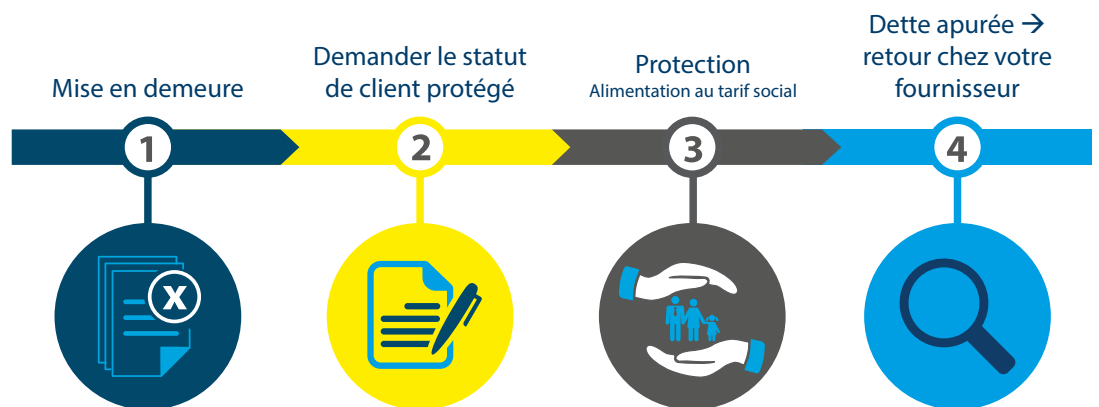 Mise en demeure
Demander le statut
de client protégé
Protection
Alimentation au tarif social
Dette apurée →
retour chez votre
fournisseur
1
2
3
4
X